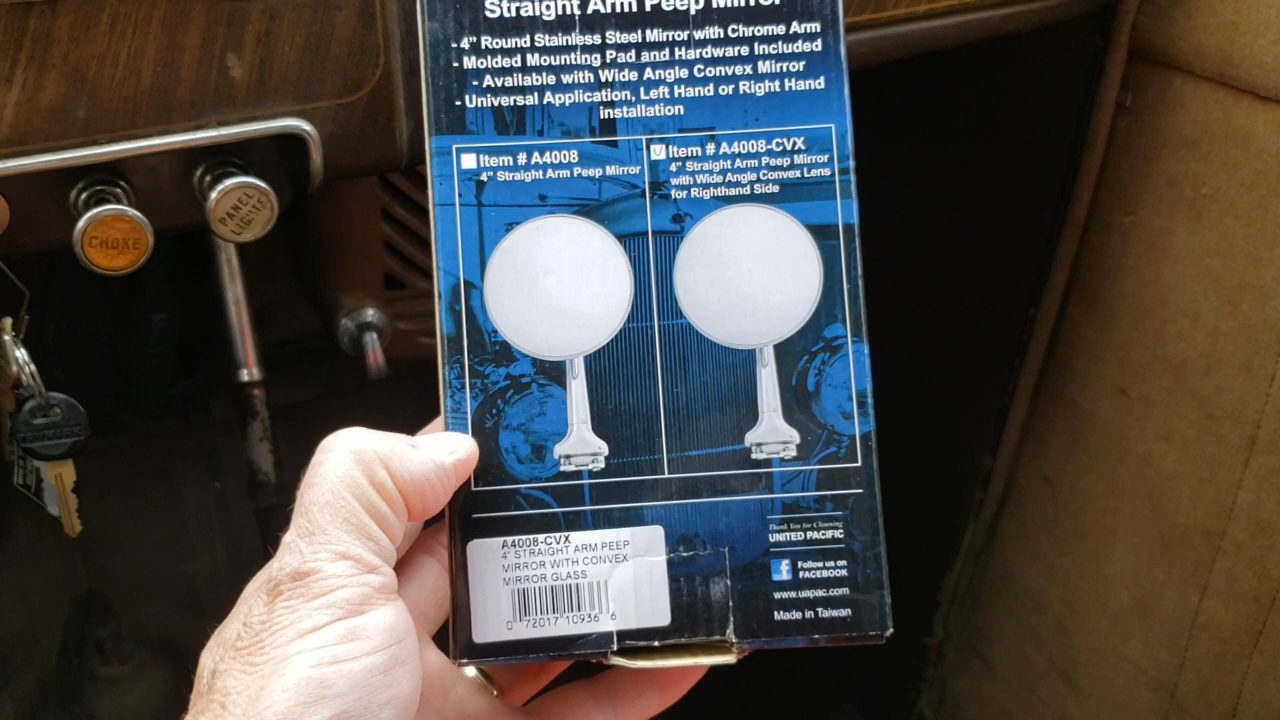 Straight Arm Peep Mirror
- 4" Round Stainless Steel Mirror with Chrome Arm
- Molded Mounting Pad and Hardware Included
- Available with Wide Angle Convex Mirror
- Universal Application, Left Hand or Right Hand
installation
Item # A4008
4" Straight Arm Peep Mirror
Item # A4008-CVX
4" Straight Arm Peep Mirror
with Wide Angle Convex Lens
for Righthand Side
CHOKE
PANEL
LIGHTS
A4008-CVX
4" STRAIGHT ARM PEEP
MIRROR WITH CONVEX
MIRROR GLASS
0 72017 10936 6
Thank You for Choosing
UNITED PACIFIC
f
Follow us on
FACEBOOK
www.uapac.com
Made in Taiwan